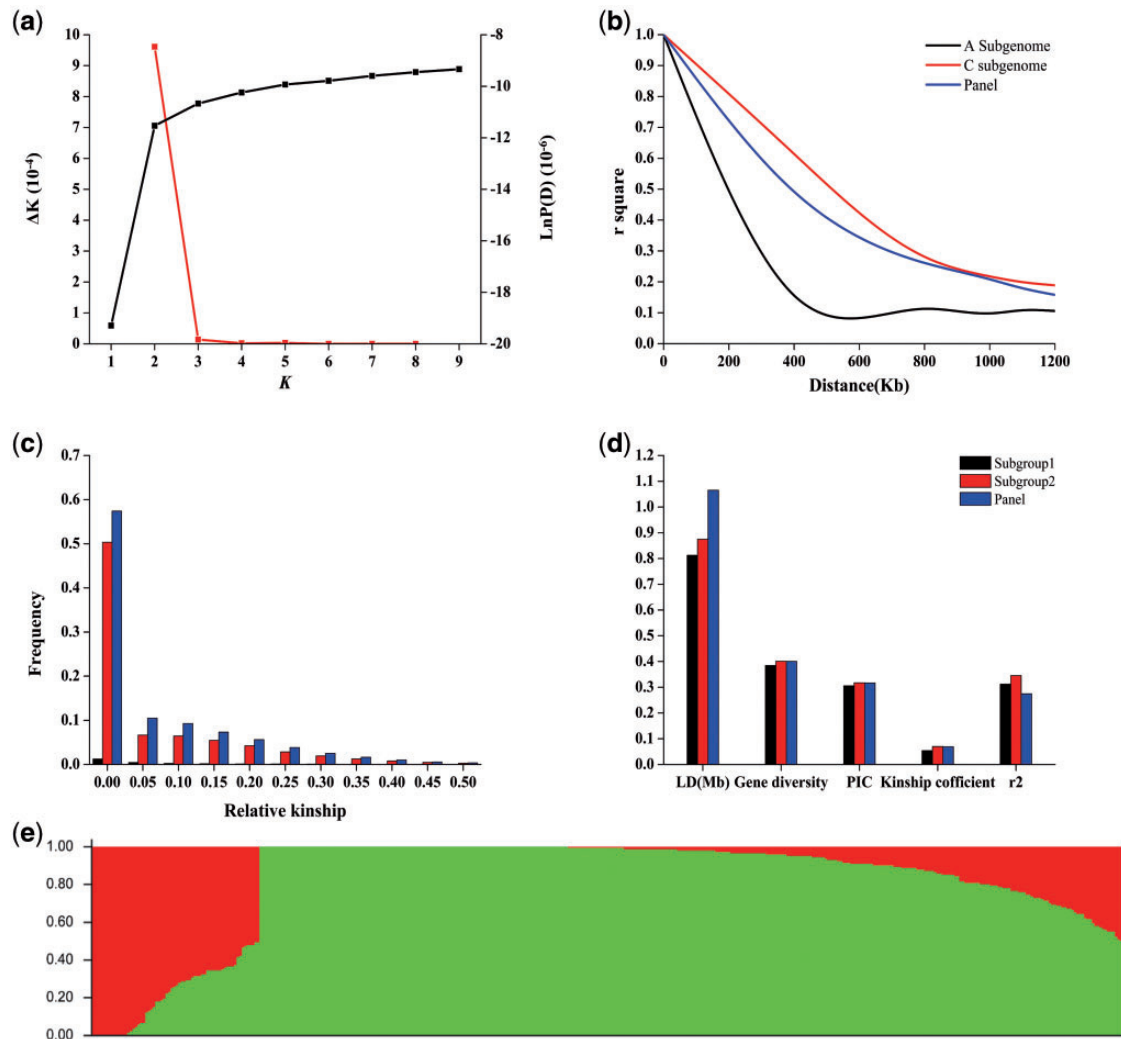 (a)
10
9
8
7
6
5
4
3
2
1
0
ΔK (10⁻⁴)
-8
-10
-12
-14
-16
-18
-20
LnP(D) (10⁻⁶)
1 2 3 4 5 6 7 8 9
K
(b)
1.0
0.9
0.8
0.7
0.6
0.5
0.4
0.3
0.2
0.1
0.0
r square
A Subgenome
C subgenome
Panel
0 200 400 600 800 1000 1200
Distance(Kb)
(c)
0.7
0.6
0.5
0.4
0.3
0.2
0.1
0.0
Frequency
0.00 0.05 0.10 0.15 0.20 0.25 0.30 0.35 0.40 0.45 0.50
Relative kinship
(d)
1.2
1.1
1.0
0.9
0.8
0.7
0.6
0.5
0.4
0.3
0.2
0.1
0.0
Subgroup1
Subgroup2
Panel
LD(Mb) Gene diversity PIC Kinship cofficient r2
(e)
1.00
0.80
0.60
0.40
0.20
0.00